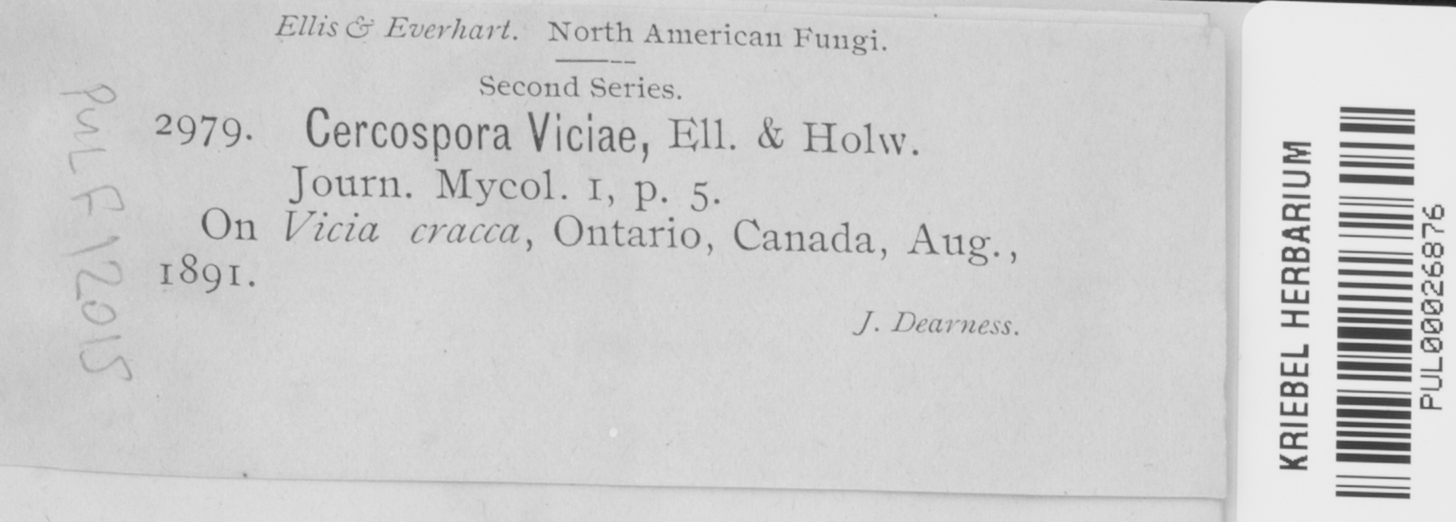 Ellis & Everhart. North American Fungi.
Second Series.
2979. Cercospora Viciae, Ell. & Holw.
Journ. Mycol. 1, p. 5.
On Vicia cracca, Ontario, Canada, Aug.,
1891.
J. Dearness.
PUL F12015
KRIEBEL HERBARIUM
PUL00026876